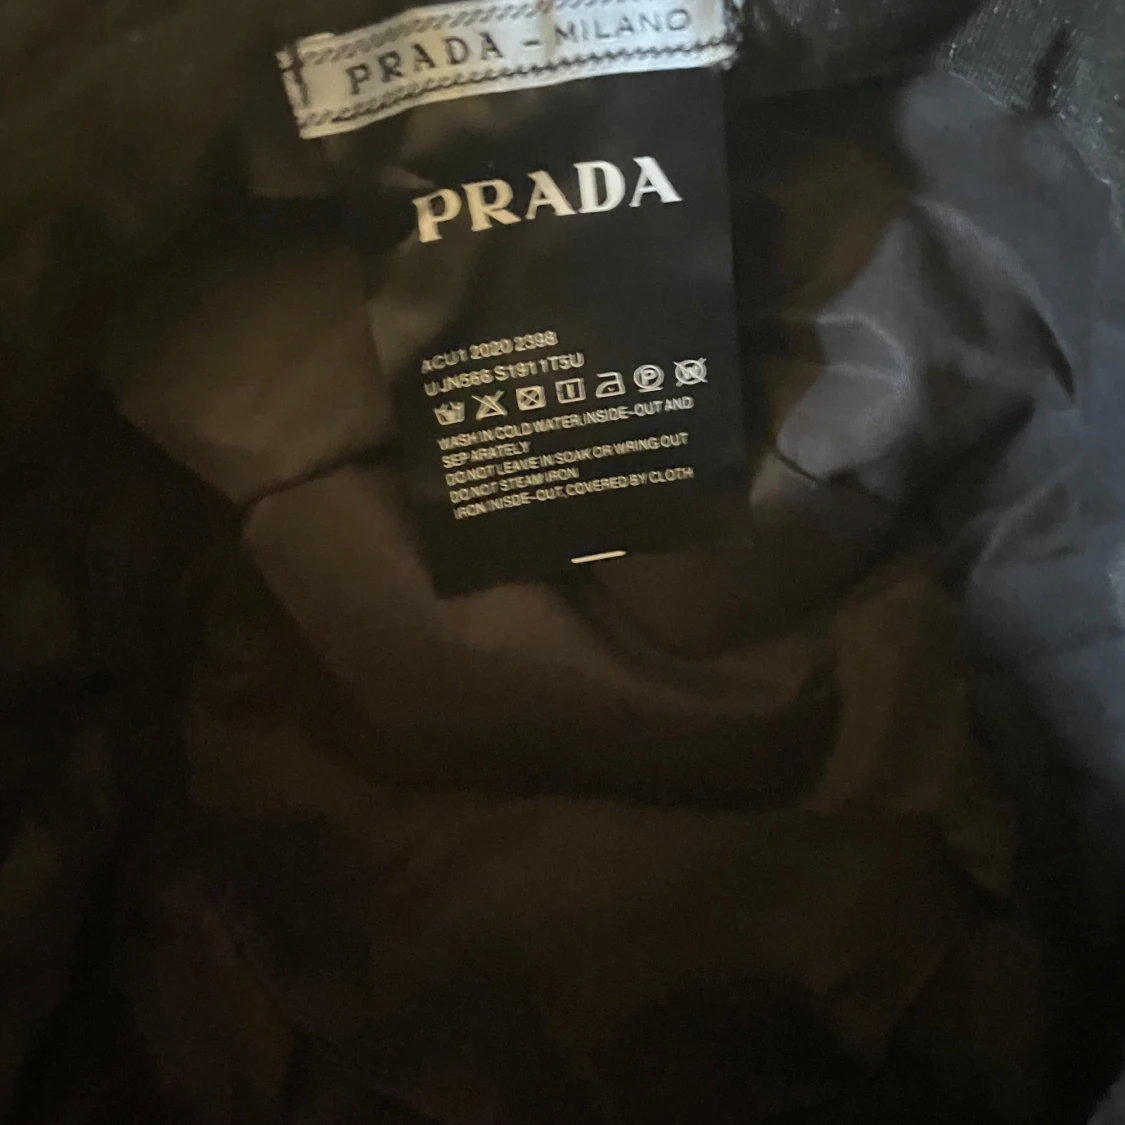 PRADA - MILANO
PRADA
ACU1 2020 2398
UJN566 S191 1T5U
WASH IN COLD WATER,INSIDE-OUT AND
SEPARATELY
DO NOT LEAVE IN SOAK OR WRING OUT
DO NOT STEAM IRON
IRON INISDE-OUT,COVERED BY CLOTH